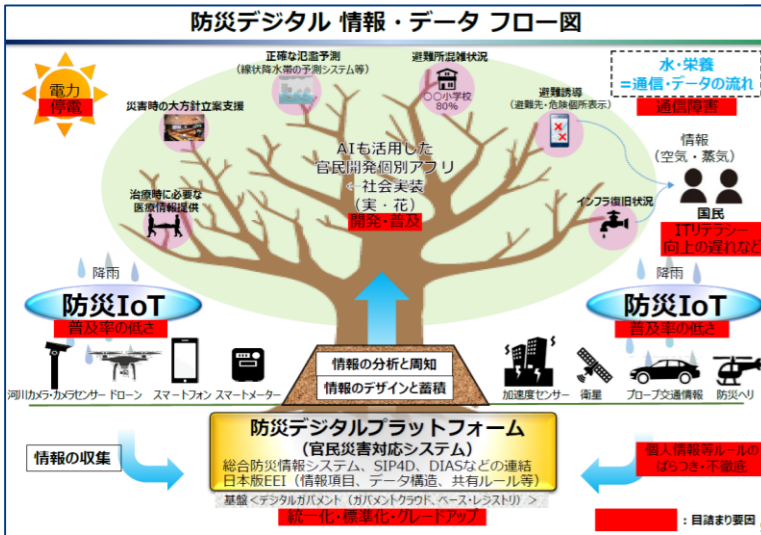 防災デジタル 情報・データ フロー図
正確な氾濫予測
(線状降水帯の予測システム等)
避難所混雑状況
〇〇小学校
80%
水・栄養
=通信・データの流れ
通信障害
電力
停電
災害時の大方針立案支援
避難誘導
(避難先・危険個所表示)
AIも活用した
官民開発個別アプリ
←社会実装
(実・花)
開発・普及
情報
(空気・蒸気)
国民
ITリテラシー
向上の遅れなど
治療時に必要な
医療情報提供
インフラ復旧状況
降雨
防災IoT
普及率の低さ
降雨
防災IoT
普及率の低さ
河川カメラ・カメラセンサー
ドローン
スマートフォン
スマートメーター
情報の分析と周知
情報のデザインと蓄積
加速度センサー
衛星
プローブ交通情報
防災ヘリ
情報の収集
防災デジタルプラットフォーム
(官民災害対応システム)
総合防災情報システム、SIP4D、DIASなどの連結
日本版EEI(情報項目、データ構造、共有ルール等)
基盤<デジタルガバメント(ガバメントクラウド、ベース・レジストリ)>
統一化・標準化・グレードアップ
個人情報等ルールの
ばらつき・不徹底
:目詰まり要因